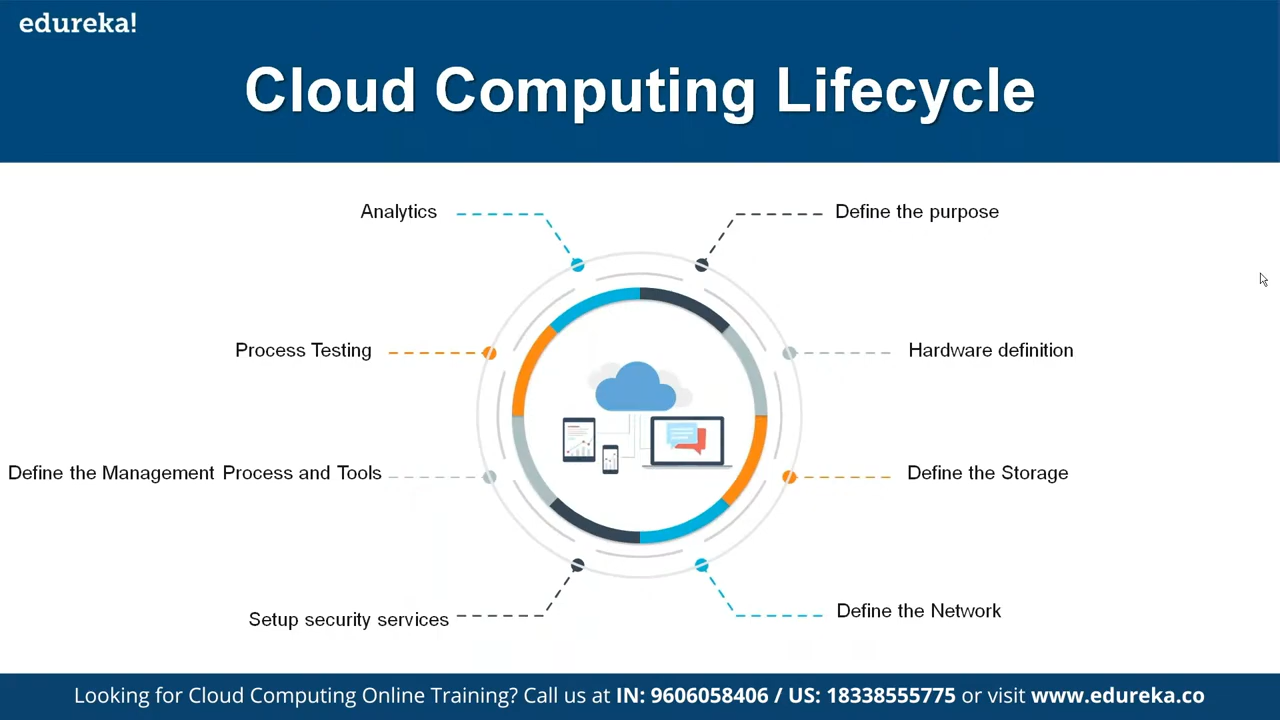 edureka!
Cloud Computing Lifecycle
Analytics
Define the purpose
Process Testing
Hardware definition
Define the Management Process and Tools
Define the Storage
Setup security services
Define the Network
Looking for Cloud Computing Online Training? Call us at IN: 9606058406 / US: 18338555775 or visit www.edureka.co